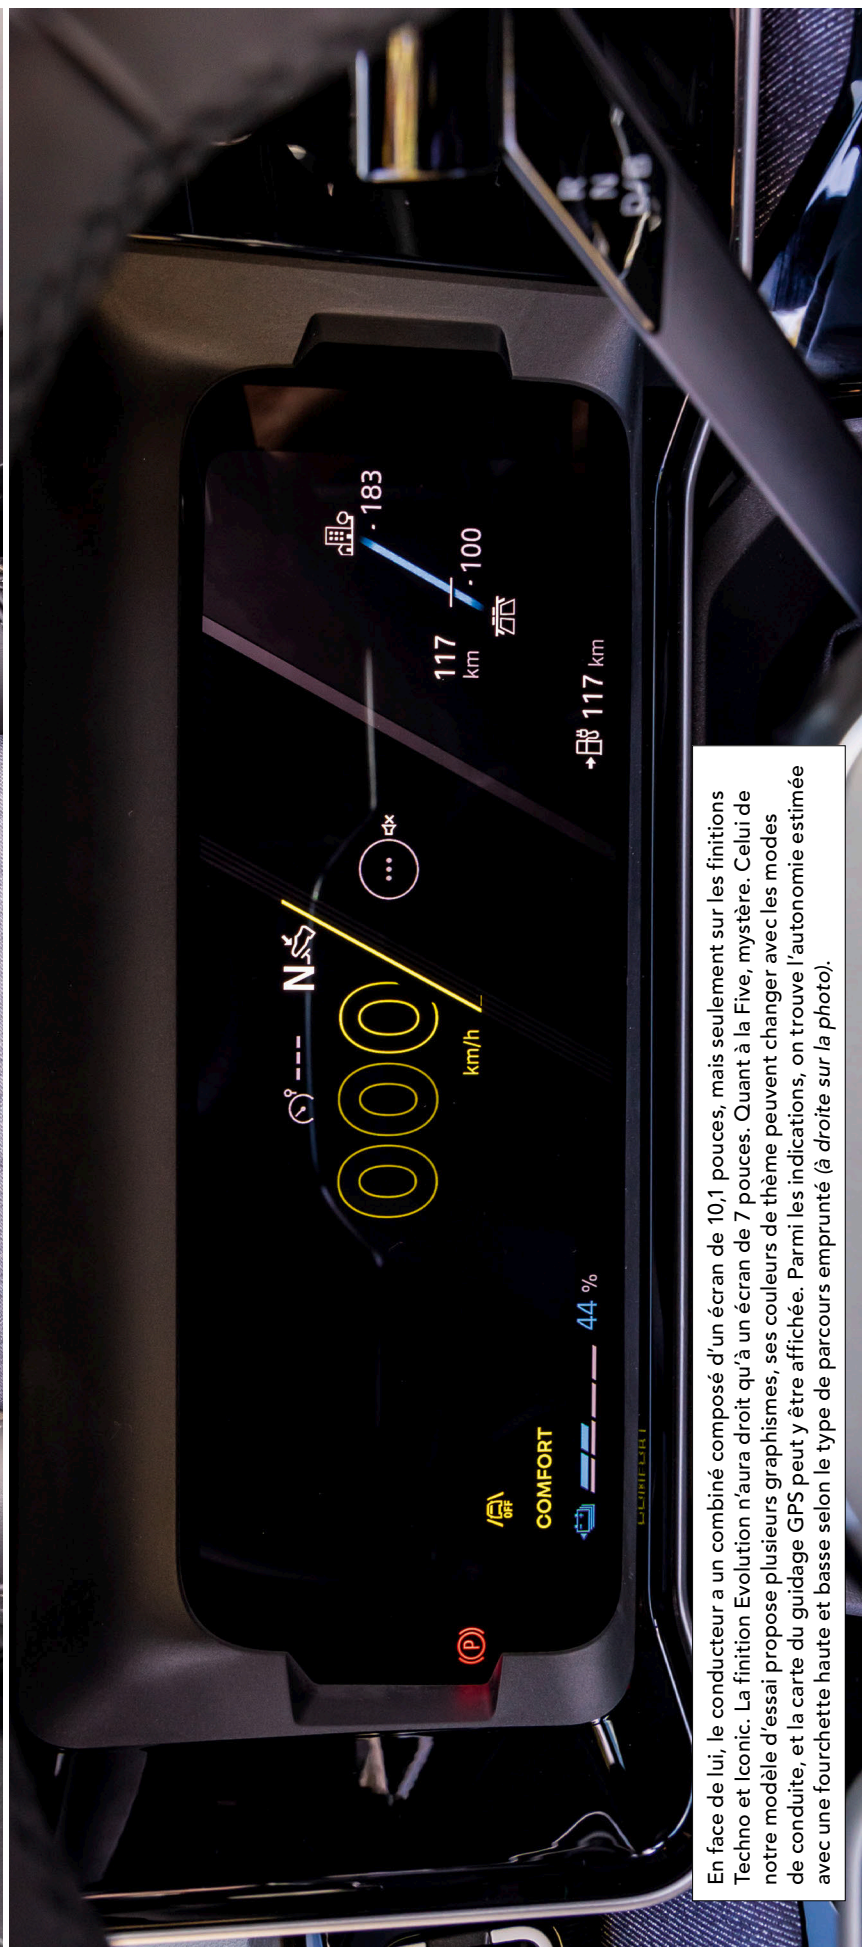 R
N
D/B
---
N
000
km/h
183
100
117
km
117 km
OFF
COMFORT
44 %
P
COMFORT
En face de lui, le conducteur a un combiné composé d'un écran de 10,1 pouces, mais seulement sur les finitions
Techno et Iconic. La finition Evolution n'aura droit qu'à un écran de 7 pouces. Quant à la Five, mystère. Celui de
notre modèle d'essai propose plusieurs graphismes, ses couleurs de thème peuvent changer avec les modes
de conduite, et la carte du guidage GPS peut y être affichée. Parmi les indications, on trouve l'autonomie estimée
avec une fourchette haute et basse selon le type de parcours emprunté (à droite sur la photo).